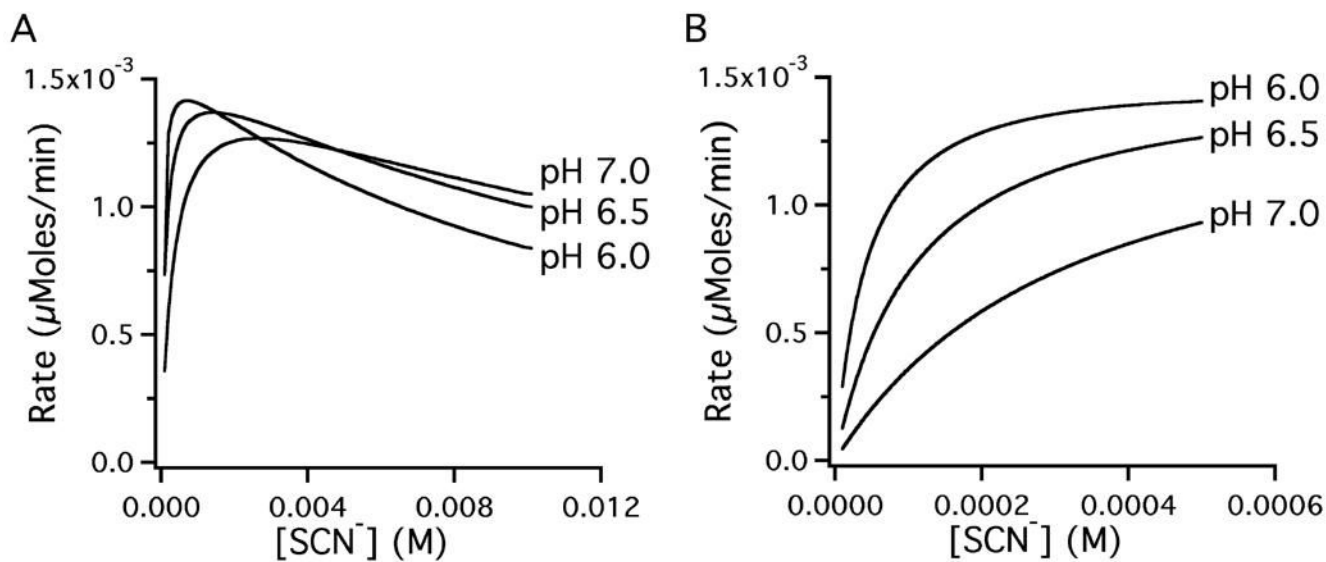 A
Rate (µMoles/min)
1.5x10⁻³
1.0
0.5
0.0
pH 7.0
pH 6.5
pH 6.0
0.000 0.004 0.008 0.012
[SCN⁻] (M)
B
Rate (µMoles/min)
1.5x10⁻³
1.0
0.5
0.0
pH 6.0
pH 6.5
pH 7.0
0.0000 0.0002 0.0004 0.0006
[SCN⁻] (M)